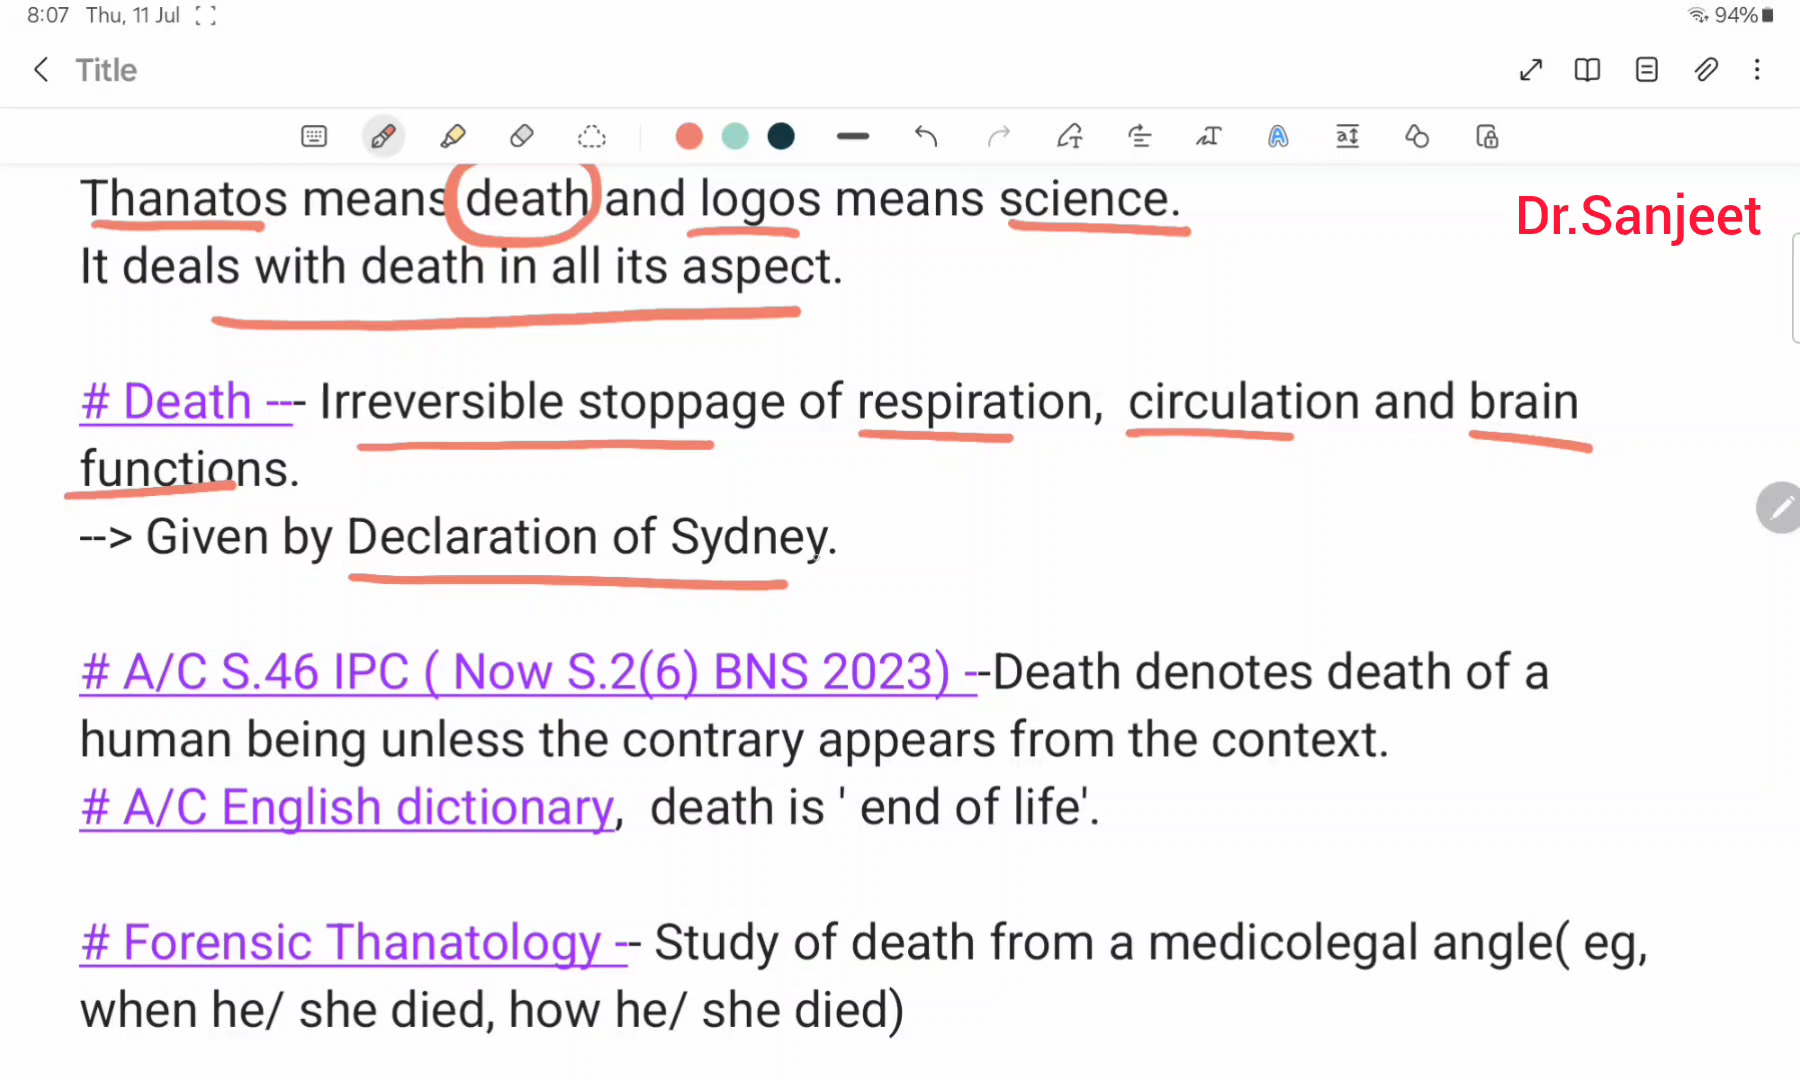 8:07 Thu, 11 Jul 94%
Title
Thanatos means death and logos means science.
Dr.Sanjeet
It deals with death in all its aspect.
# Death --- Irreversible stoppage of respiration, circulation and brain
functions.
--> Given by Declaration of Sydney.
# A/C S.46 IPC ( Now S.2(6) BNS 2023) --Death denotes death of a
human being unless the contrary appears from the context.
# A/C English dictionary, death is ' end of life'.
# Forensic Thanatology -- Study of death from a medicolegal angle( eg,
when he/ she died, how he/ she died)